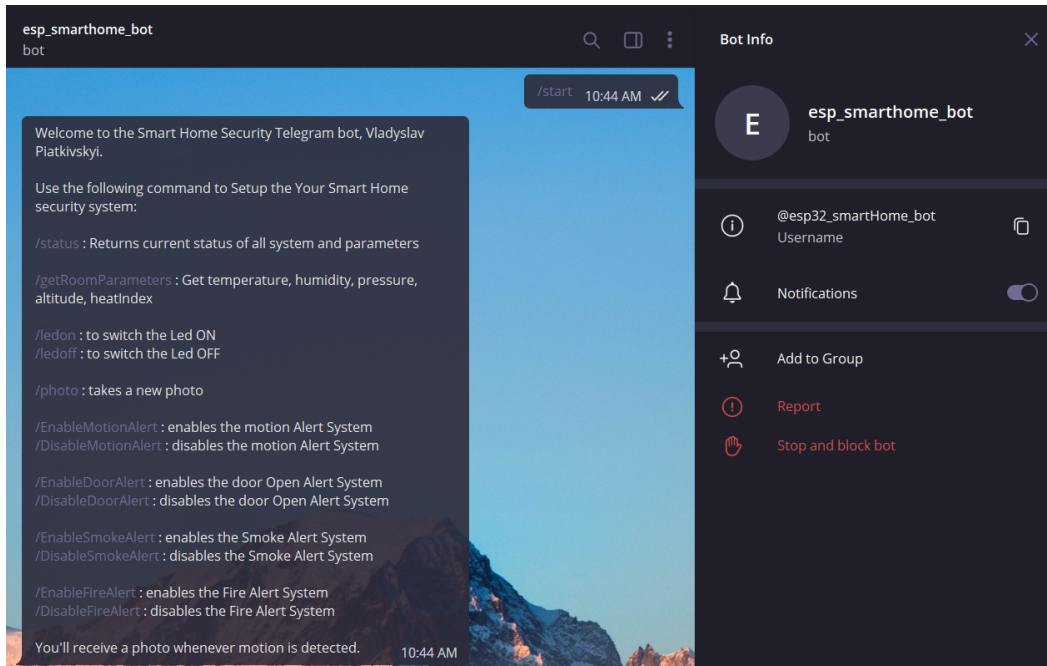 esp_smarthome_bot
bot
/start 10:44 AM
Welcome to the Smart Home Security Telegram bot, Vladyslav
Piatkivskyi.
Use the following command to Setup the Your Smart Home
security system:
/status : Returns current status of all system and parameters
/getRoomParameters : Get temperature, humidity, pressure,
altitude, heatIndex
/ledon : to switch the Led ON
/ledoff : to switch the Led OFF
/photo : takes a new photo
/EnableMotionAlert : enables the motion Alert System
/DisableMotionAlert : disables the motion Alert System
/EnableDoorAlert : enables the door Open Alert System
/DisableDoorAlert : disables the door Open Alert System
/EnableSmokeAlert : enables the Smoke Alert System
/DisableSmokeAlert : disables the Smoke Alert System
/EnableFireAlert : enables the Fire Alert System
/DisableFireAlert : disables the Fire Alert System
You'll receive a photo whenever motion is detected. 10:44 AM
Bot Info
E
esp_smarthome_bot
bot
@esp32_smartHome_bot
Username
Notifications
Add to Group
Report
Stop and block bot